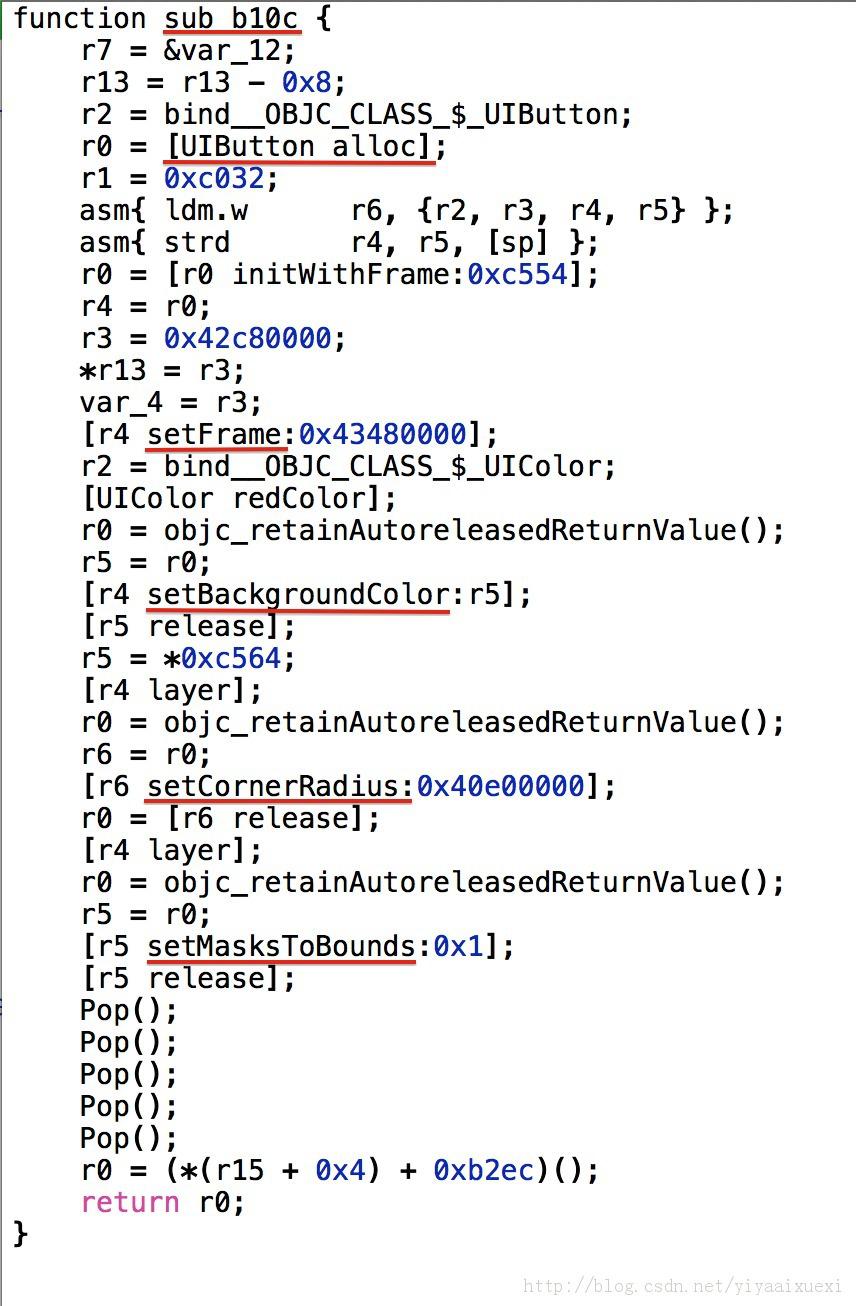 function sub_b10c {
    r7 = &var_12;
    r13 = r13 - 0x8;
    r2 = bind__OBJC_CLASS_$_UIButton;
    r0 = [UIButton alloc];
    r1 = 0xc032;
    asm{ ldm.w      r6, {r2, r3, r4, r5} };
    asm{ strd       r4, r5, [sp] };
    r0 = [r0 initWithFrame:0xc554];
    r4 = r0;
    r3 = 0x42c80000;
    *r13 = r3;
    var_4 = r3;
    [r4 setFrame:0x43480000];
    r2 = bind__OBJC_CLASS_$_UIColor;
    [UIColor redColor];
    r0 = objc_retainAutoreleasedReturnValue();
    r5 = r0;
    [r4 setBackgroundColor:r5];
    [r5 release];
    r5 = *0xc564;
    [r4 layer];
    r0 = objc_retainAutoreleasedReturnValue();
    r6 = r0;
    [r6 setCornerRadius:0x40e00000];
    r0 = [r6 release];
    [r4 layer];
    r0 = objc_retainAutoreleasedReturnValue();
    r5 = r0;
    [r5 setMasksToBounds:0x1];
    [r5 release];
    Pop();
    Pop();
    Pop();
    Pop();
    Pop();
    r0 = (*(r15 + 0x4) + 0xb2ec)();
    return r0;
}
http://blog.csdn.net/yiyaaixuexi